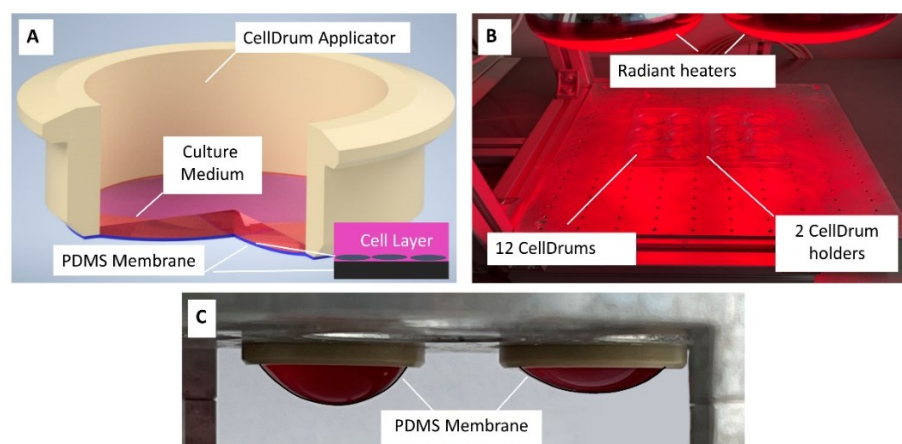 A
CellDrum Applicator
Culture
Medium
PDMS Membrane
Cell Layer
B
Radiant heaters
12 CellDrums
2 CellDrum
holders
C
PDMS Membrane